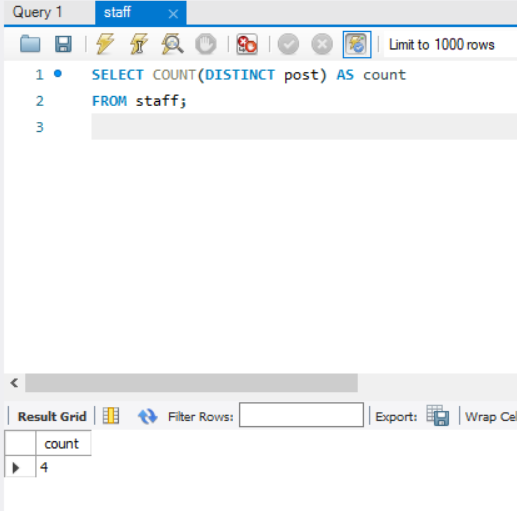 Query 1 staff
Limit to 1000 rows
1 SELECT COUNT(DISTINCT post) AS count
2 FROM staff;
3
Result Grid Filter Rows: Export: Wrap Cel
count
4